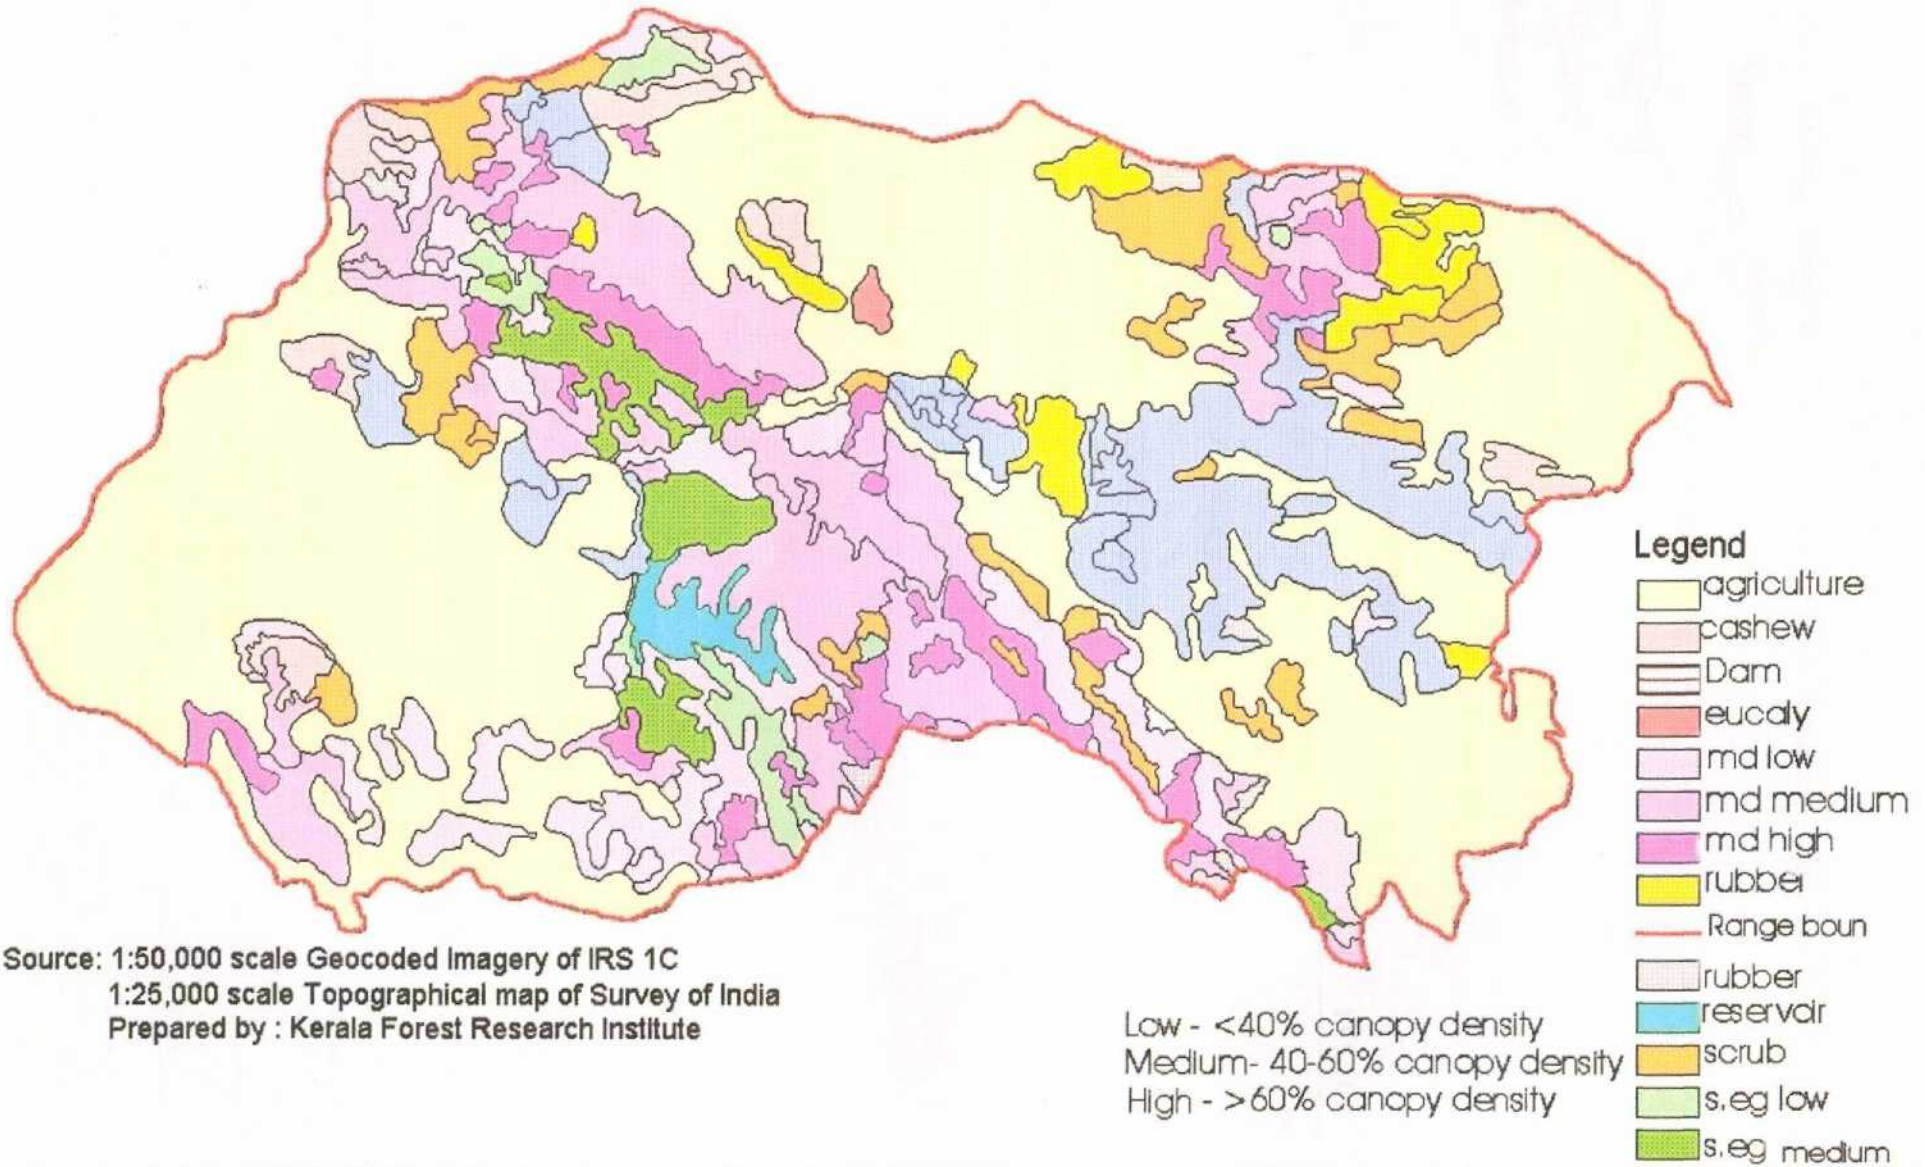 Legend
agriculture
cashew
Dam
eucaly
md low
md medium
md high
rubber
Range boun
rubber
reservoir
scrub
s.eg low
s.eg medium
Source: 1:50,000 scale Geocoded Imagery of IRS 1C
1:25,000 scale Topographical map of Survey of India
Prepared by : Kerala Forest Research Institute
Low - <40% canopy density
Medium- 40-60% canopy density
High - >60% canopy density